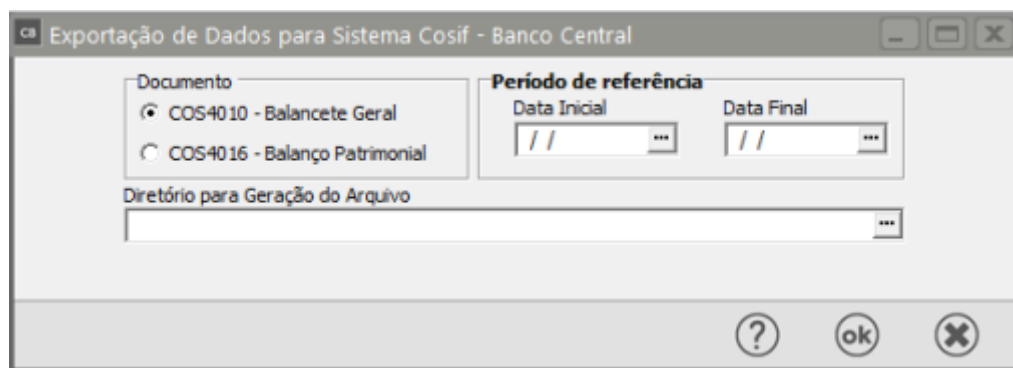 CB Exportação de Dados para Sistema Cosif - Banco Central
Documento
COS4010 - Balancete Geral
COS4016 - Balanço Patrimonial
Período de referência
Data Inicial
Data Final
/ /
/ /
Diretório para Geração do Arquivo
? ok